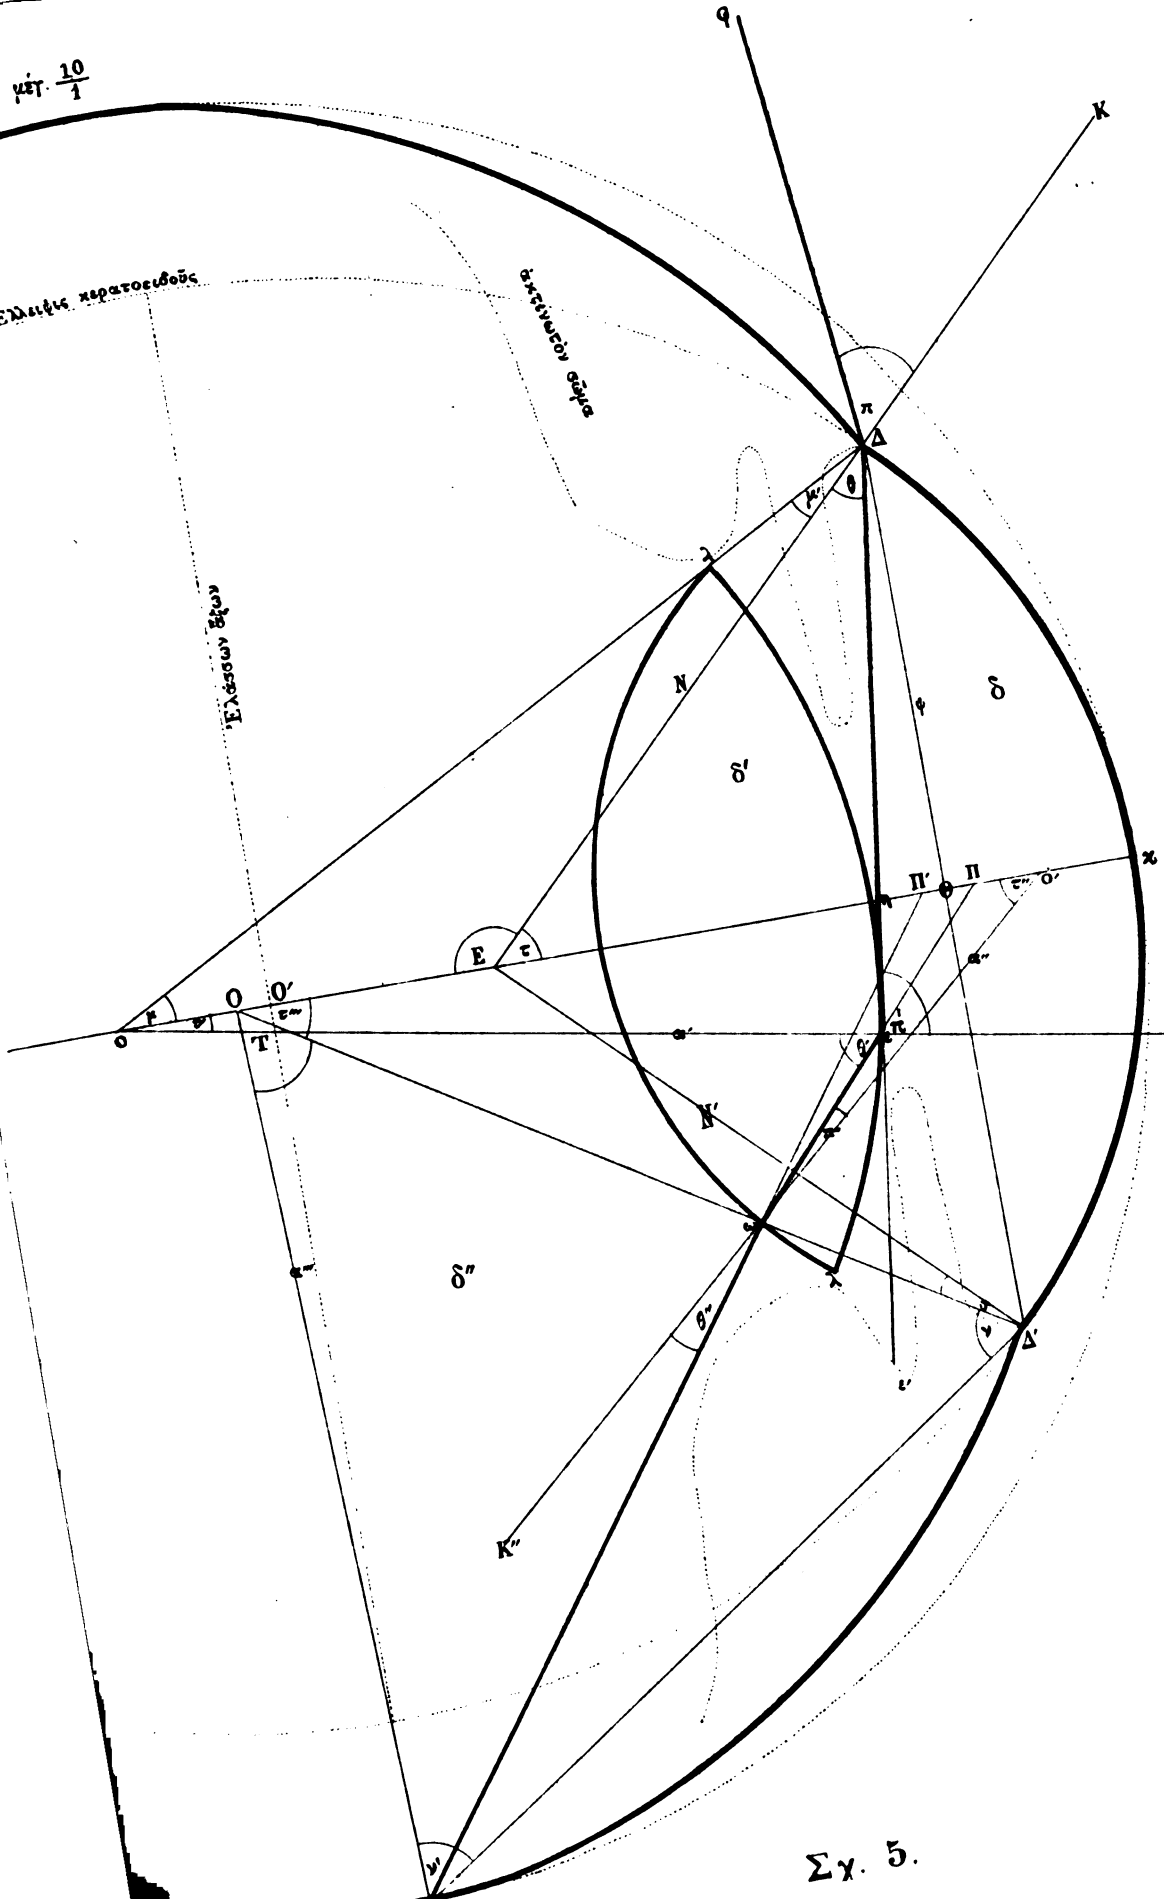 φ
μέγ. 10/1
K
Ἔλλειψις κερατοειδοῦς
ἀκτινωτὸν σῶμα
π
Δ
μ'
θ
λ
Ἐλάσσων ἄξων
N
ψ
δ
δ'
κ
Π'
Θ
Π
τ''
O'
η
E
τ
α''
O
O'
μ
τ'''
ο
T
α'
π'
θ'
N'
π''
ω
α'''
δ''
λ
θ''
ν
Δ'
ι'
K''
ν'
Σχ. 5.